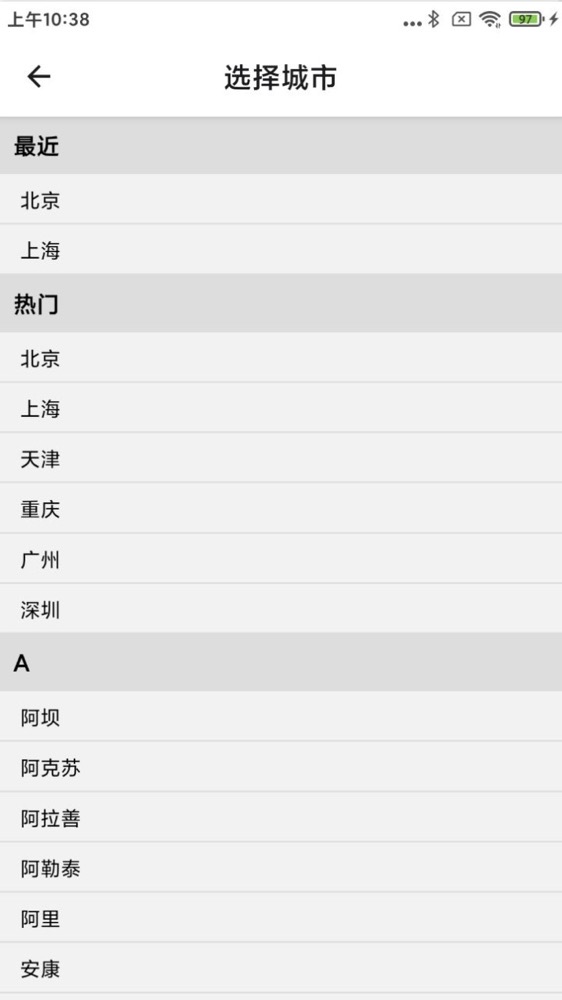 上午10:38
97
选择城市
最近
北京
上海
热门
北京
上海
天津
重庆
广州
深圳
A
阿坝
阿克苏
阿拉善
阿勒泰
阿里
安康